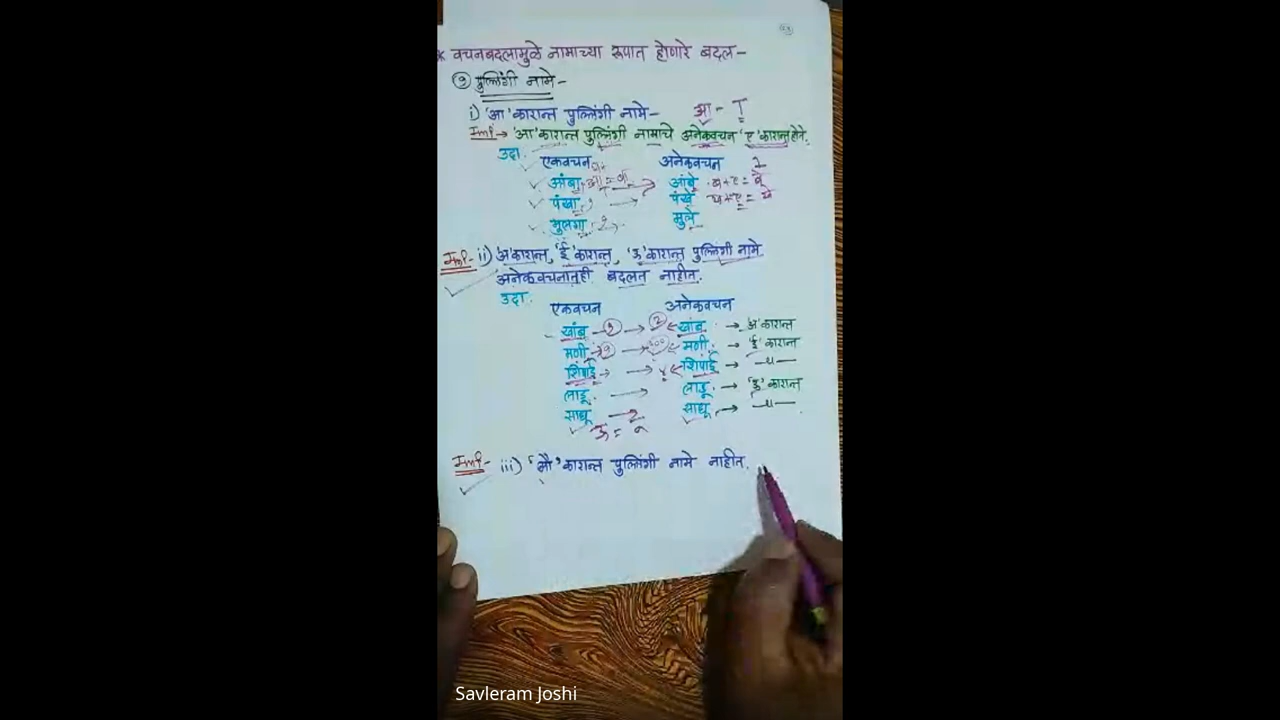 * वचनबदलामुळे नामाच्या रूपात होणारे बदल-
१ पुल्लिंगी नामे-
i) 'आ'कारान्त पुल्लिंगी नामे- आ - ा
Imp→ 'आ'कारान्त पुल्लिंगी नामाचे अनेकवचन 'ए'कारान्त होते.
उदा.
एकवचन अनेकवचन
आंबा आंबे ब+ए= बे
पंखा → पंखे ख+ए= खे
मुलगा मुले
Imp- ii) 'अ'कारान्त, 'ई'कारान्त, 'ऊ'कारान्त पुल्लिंगी नामे
अनेकवचनातही बदलत नाहीत.
उदा.
एकवचन अनेकवचन
खांब → खांब → 'अ'कारान्त
मणी → मणी → 'ई'कारान्त
शिपाई → शिपाई → -॥-
लाडू → लाडू → 'ऊ'कारान्त
साधू → साधू → -॥-
ऊ = ू
Imp- iii) 'ओ'कारान्त पुल्लिंगी नामे नाहीत.
Savleram Joshi